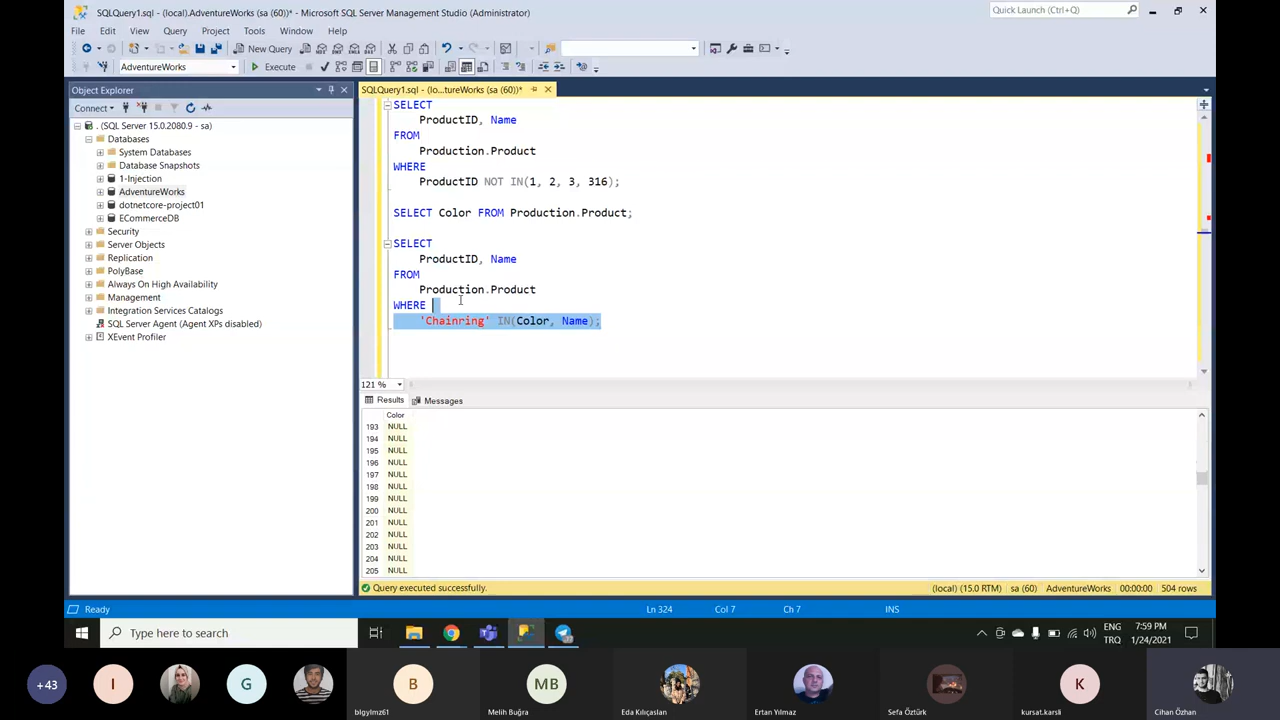 SQLQuery1.sql - (local).AdventureWorks (sa (60))* - Microsoft SQL Server Management Studio (Administrator)
Quick Launch (Ctrl+Q)
File Edit View Query Project Tools Window Help
New Query
AdventureWorks
Execute
Object Explorer
SQLQuery1.sql - (lo...tureWorks (sa (60))*
Connect
. (SQL Server 15.0.2080.9 - sa)
Databases
System Databases
Database Snapshots
1-Injection
AdventureWorks
dotnetcore-project01
ECommerceDB
Security
Server Objects
Replication
PolyBase
Always On High Availability
Management
Integration Services Catalogs
SQL Server Agent (Agent XPs disabled)
XEvent Profiler
SELECT
ProductID, Name
FROM
Production.Product
WHERE
ProductID NOT IN(1, 2, 3, 316);
SELECT Color FROM Production.Product;
SELECT
ProductID, Name
FROM
Production.Product
WHERE
'Chainring' IN(Color, Name);
121 %
Results Messages
Color
193 NULL
194 NULL
195 NULL
196 NULL
197 NULL
198 NULL
199 NULL
200 NULL
201 NULL
202 NULL
203 NULL
204 NULL
205 NULL
Query executed successfully.
(local) (15.0 RTM) sa (60) AdventureWorks 00:00:00 504 rows
Ready
Ln 324 Col 7 Ch 7 INS
Type here to search
ENG
TRQ
7:59 PM
1/24/2021
+43
I
G
B
blgylmz61
MB
Melih Buğra
Eda Kılıçaslan
Ertan Yılmaz
Sefa Öztürk
K
kursat.karsli
Cihan Özhan